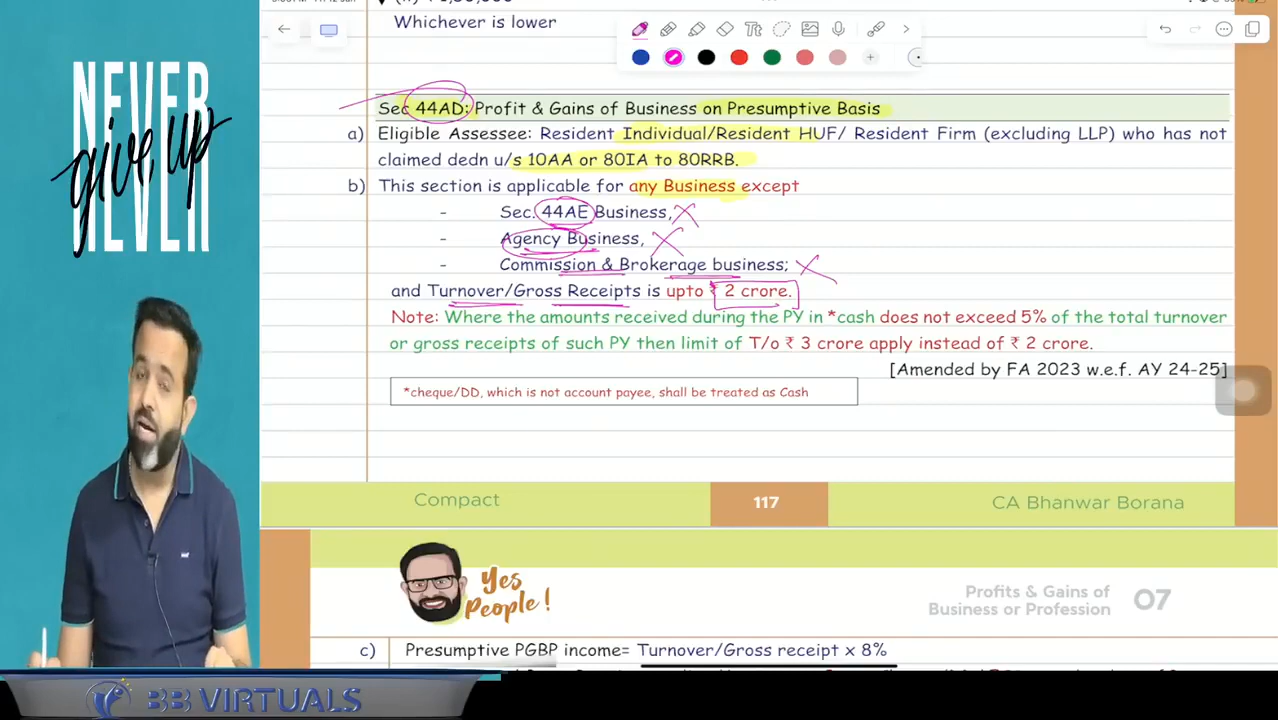 Whichever is lower
NEVER
give up
NEVER
Sec 44AD: Profit & Gains of Business on Presumptive Basis
a) Eligible Assessee: Resident Individual/Resident HUF/ Resident Firm (excluding LLP) who has not
claimed dedn u/s 10AA or 80IA to 80RRB.
b) This section is applicable for any Business except
- Sec. 44AE Business,
- Agency Business,
- Commission & Brokerage business;
and Turnover/Gross Receipts is upto ₹ 2 crore.
Note: Where the amounts received during the PY in *cash does not exceed 5% of the total turnover
or gross receipts of such PY then limit of T/o ₹ 3 crore apply instead of ₹ 2 crore.
[Amended by FA 2023 w.e.f. AY 24-25]
*cheque/DD, which is not account payee, shall be treated as Cash
Compact 117 CA Bhanwar Borana
Yes
People!
Profits & Gains of
Business or Profession 07
c) Presumptive PGBP income= Turnover/Gross receipt x 8%
BB VIRTUALS